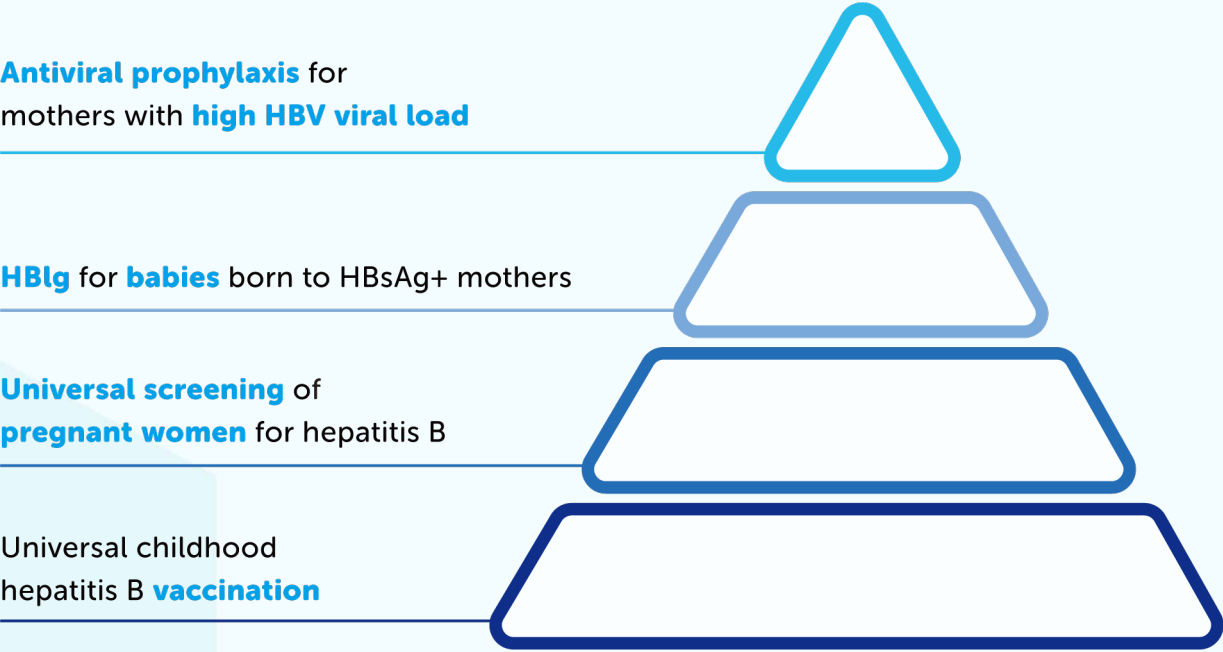 Antiviral prophylaxis for
mothers with high HBV viral load
HBlg for babies born to HBsAg+ mothers
Universal screening of
pregnant women for hepatitis B
Universal childhood
hepatitis B vaccination